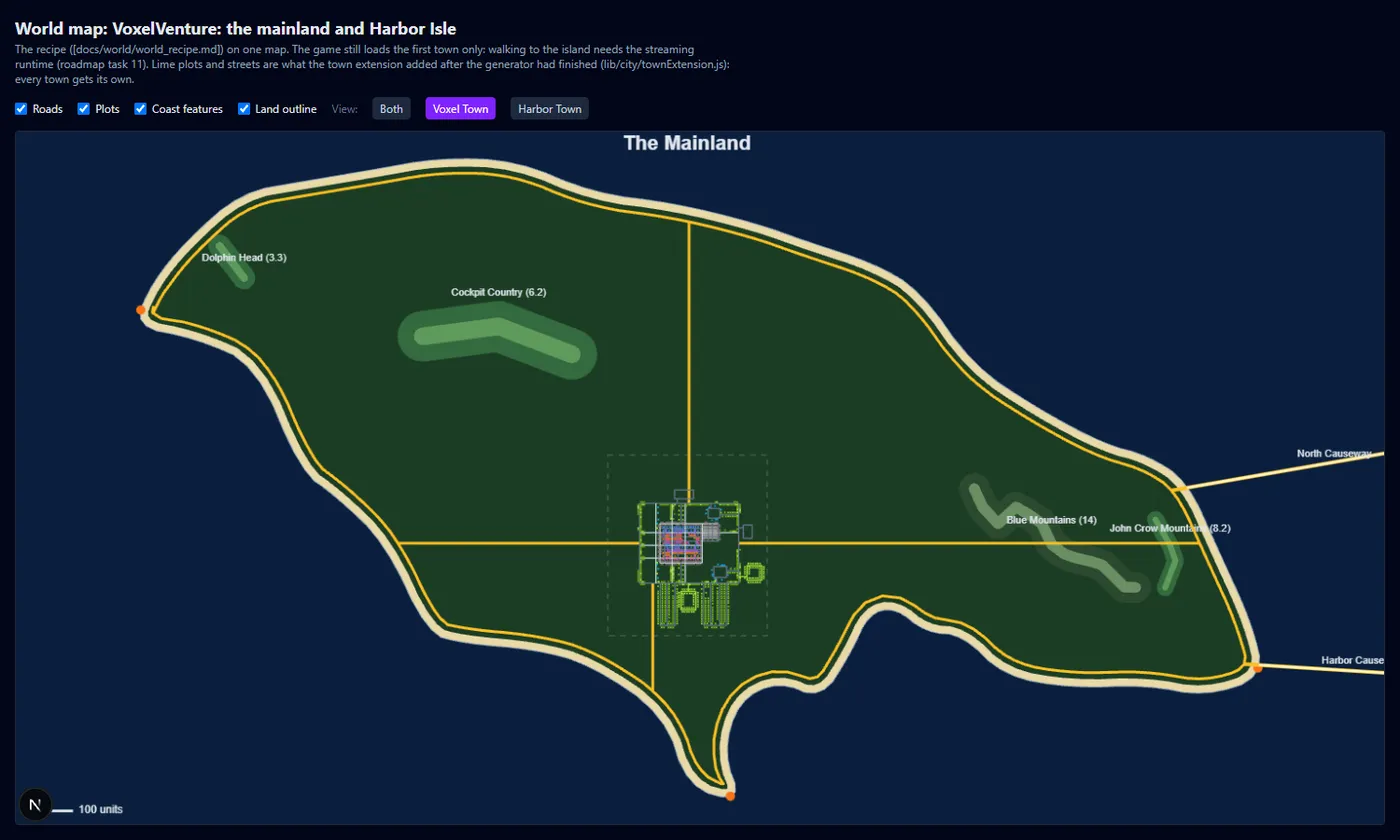 World map: VoxelVenture: the mainland and Harbor Isle
The recipe ([docs/world/world_recipe.md]) on one map. The game still loads the first town only: walking to the island needs the streaming
runtime (roadmap task 11). Lime plots and streets are what the town extension added after the generator had finished (lib/city/townExtension.js):
every town gets its own.
Roads Plots Coast features Land outline View: Both Voxel Town Harbor Town
The Mainland
Dolphin Head (3.3)
Cockpit Country (6.2)
North Causeway
Blue Mountains (14)
John Crow Mountains (8.2)
Harbor Cause
N
100 units